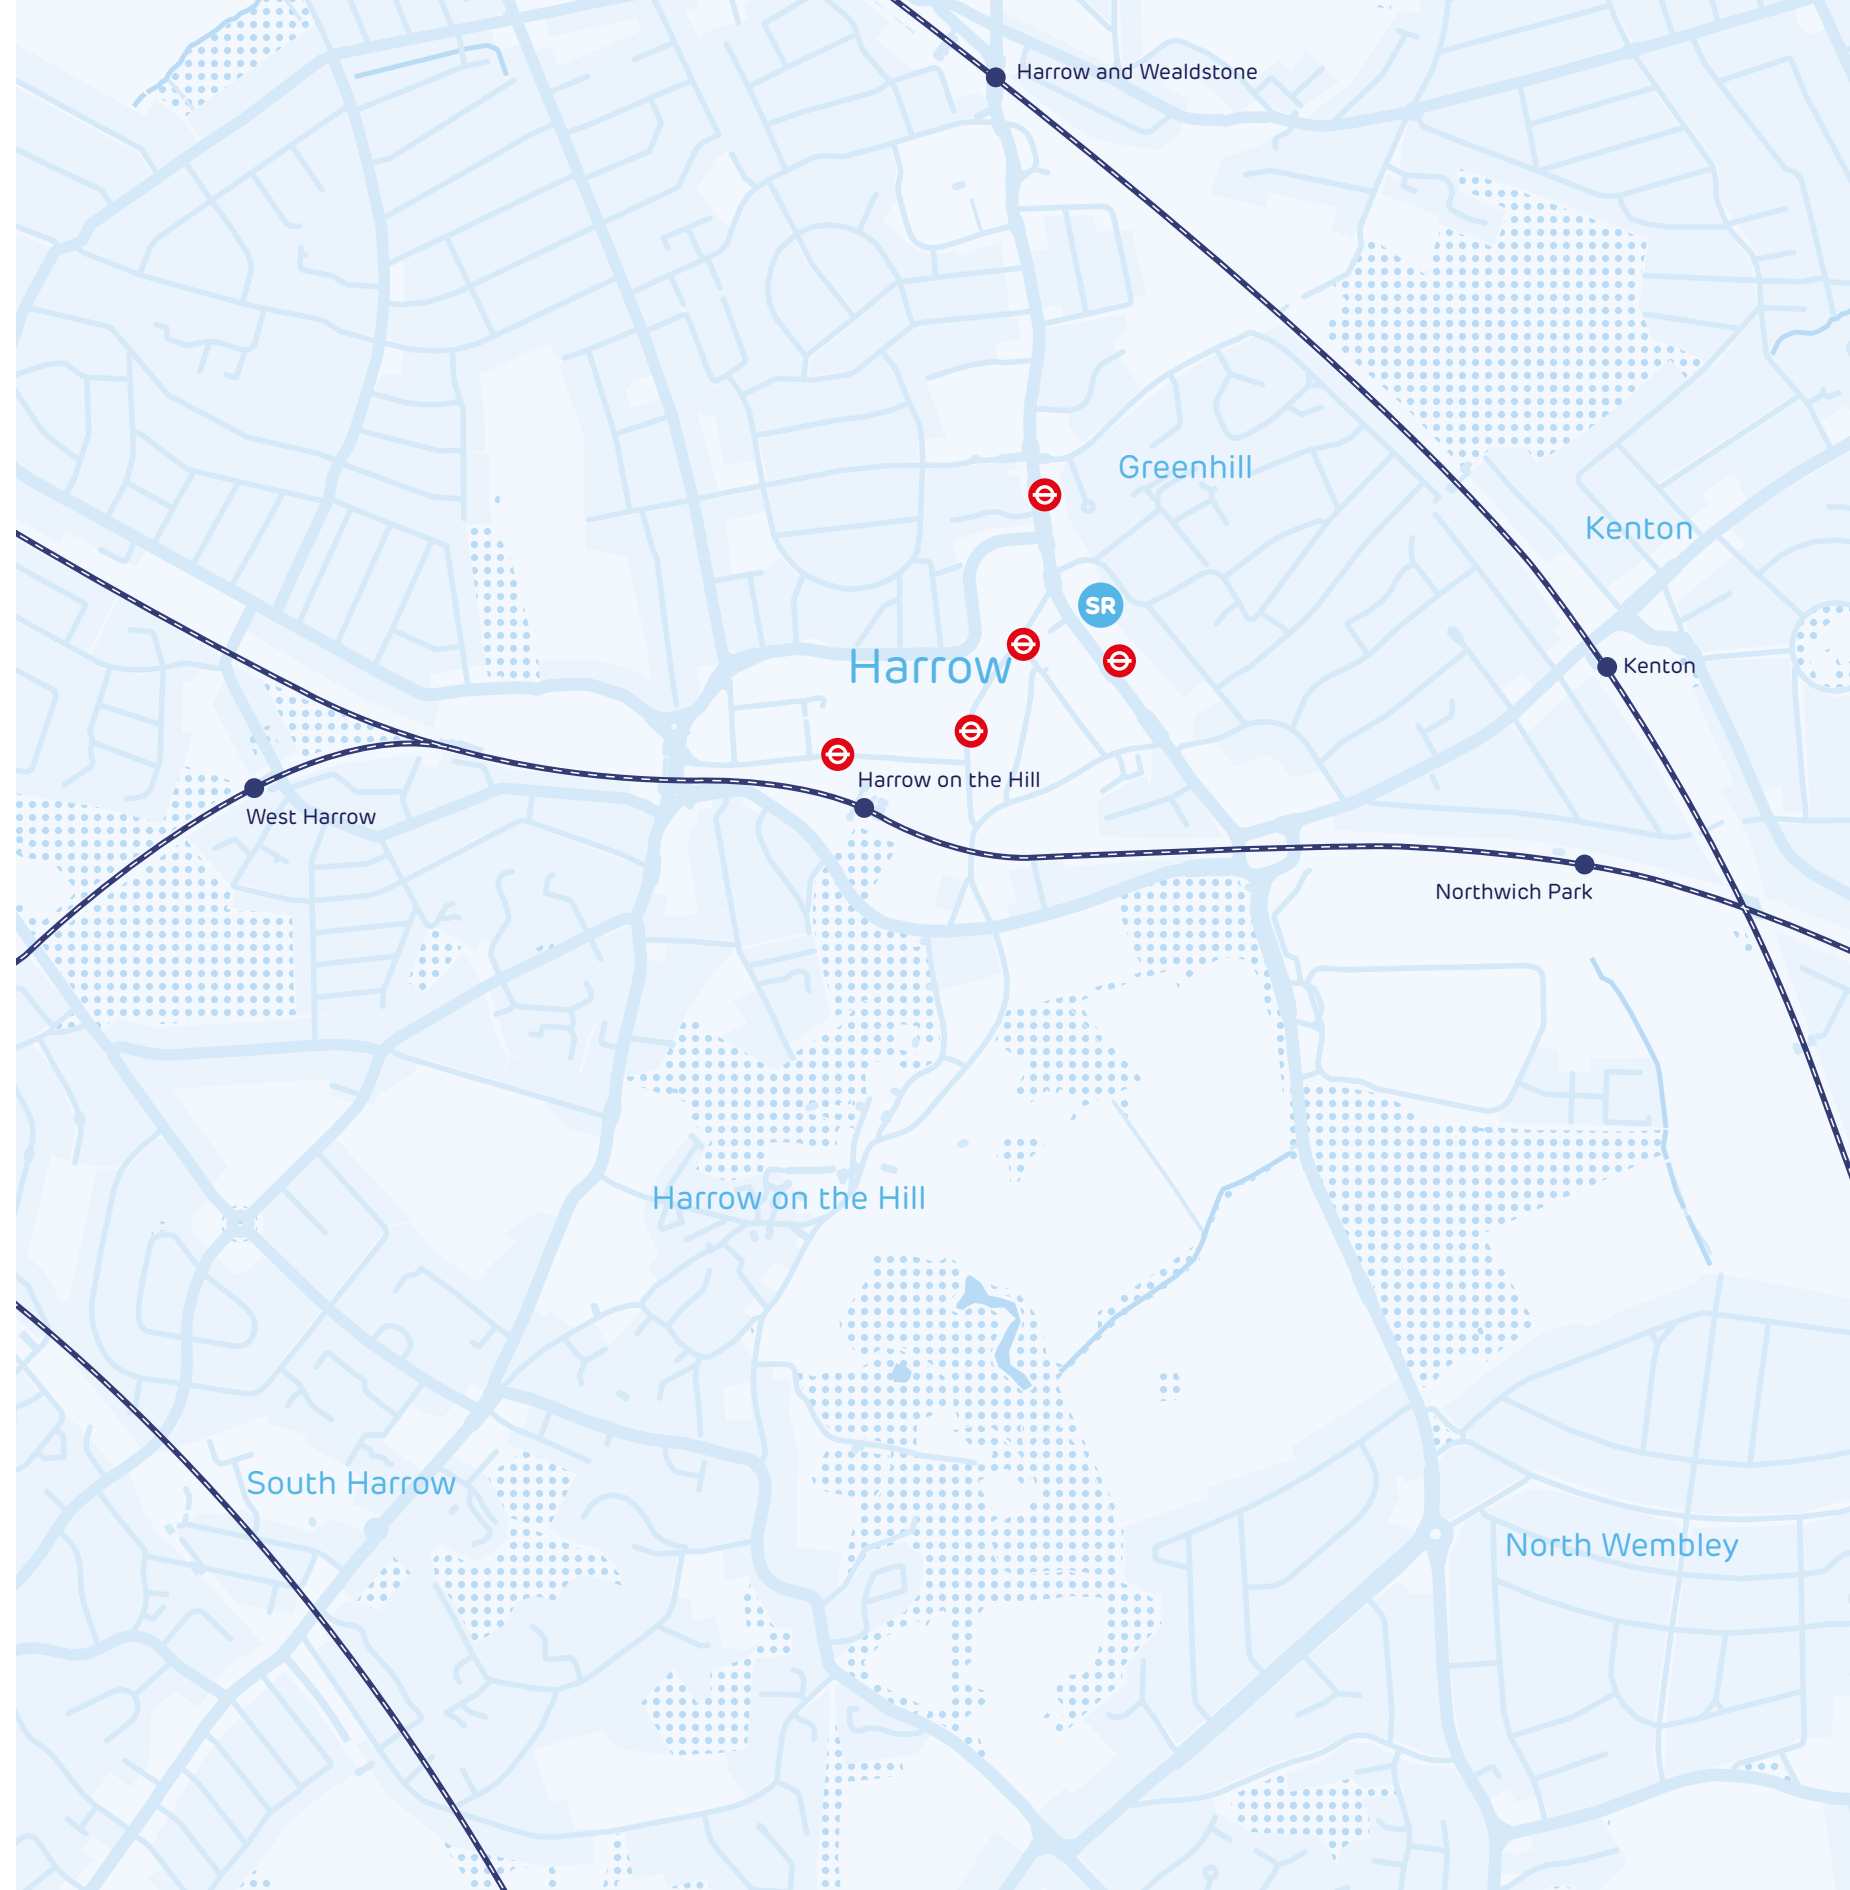 Harrow and Wealdstone
Greenhill
Kenton
SR
Harrow
Kenton
Harrow on the Hill
West Harrow
Northwich Park
Harrow on the Hill
South Harrow
North Wembley